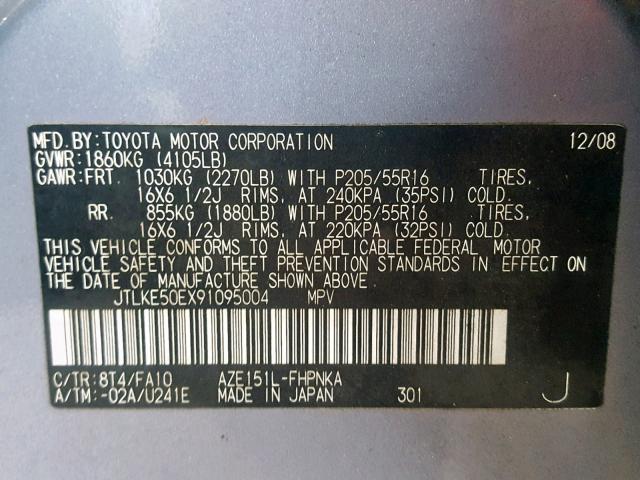 MFD.BY:TOYOTA MOTOR CORPORATION 12/08
GVWR:1860KG (4105LB)
GAWR:FRT. 1030KG (2270LB) WITH P205/55R16 TIRES,
16X6 1/2J RIMS, AT 240KPA (35PSI) COLD.
RR. 855KG (1880LB) WITH P205/55R16 TIRES,
16X6 1/2J RIMS, AT 220KPA (32PSI) COLD.
THIS VEHICLE CONFORMS TO ALL APPLICABLE FEDERAL MOTOR
VEHICLE SAFETY AND THEFT PREVENTION STANDARDS IN EFFECT ON
THE DATE OF MANUFACTURE SHOWN ABOVE.
JTLKE50EX91095004 MPV
C/TR:8T4/FA10 AZE151L-FHPNKA
A/TM:-02A/U241E MADE IN JAPAN 301 J